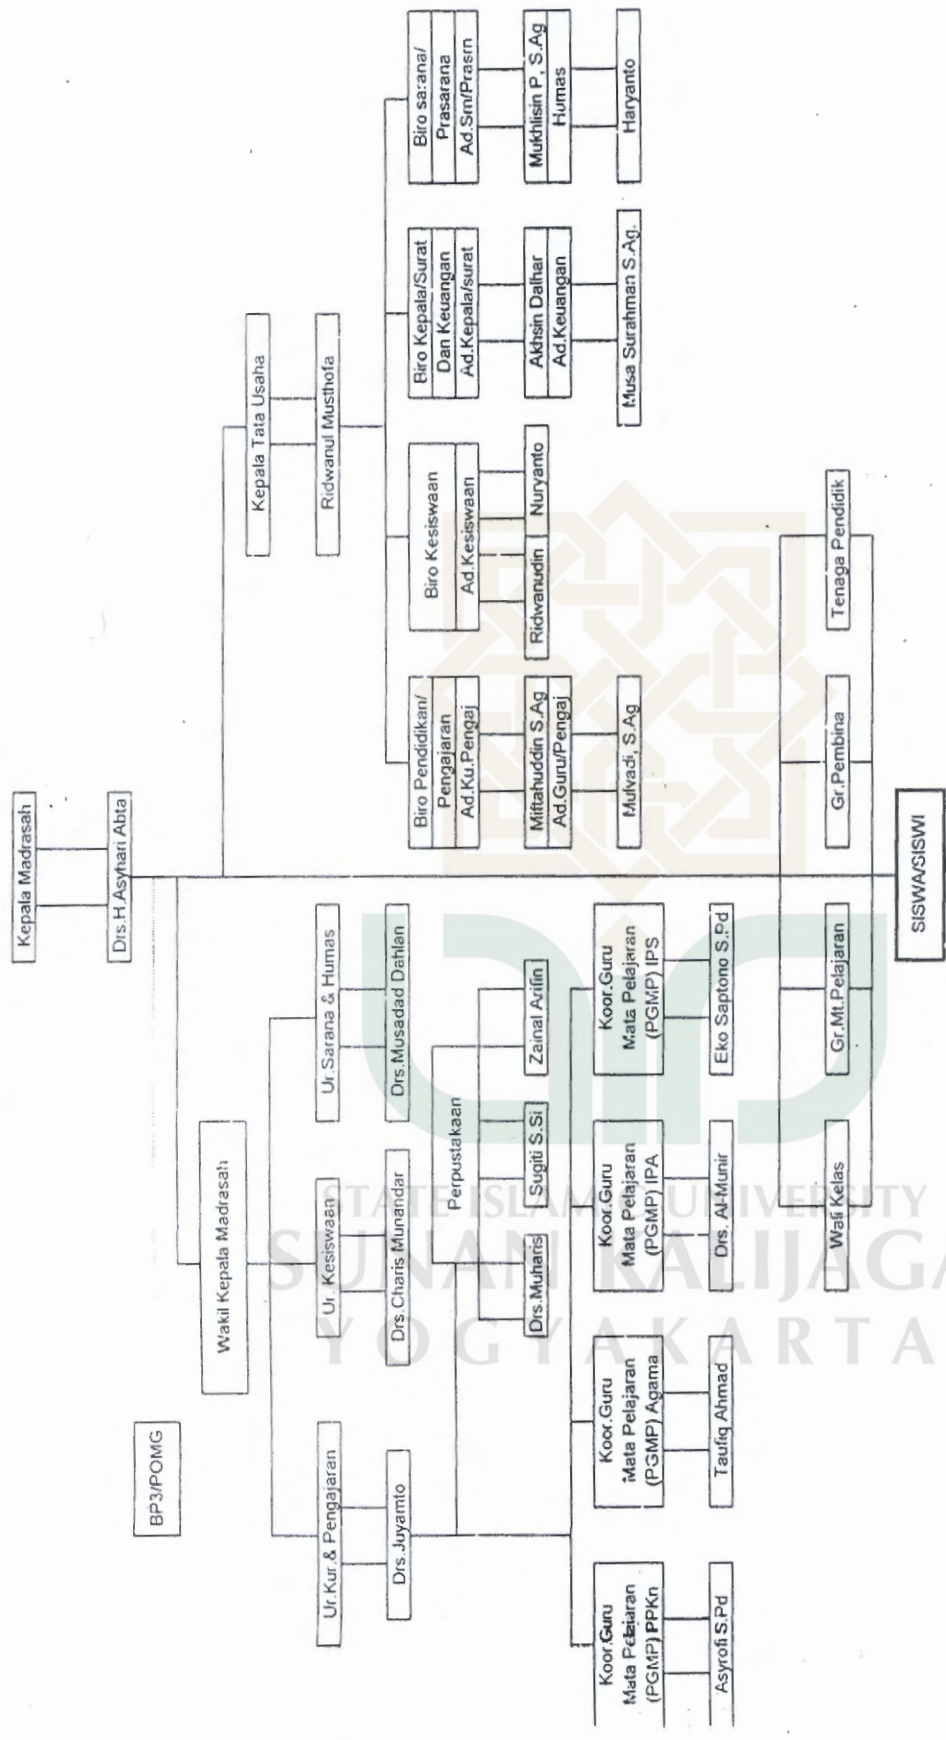 Kepala Madrasah
Drs.H.Asyhari Abta
BP3/POMG
Wakil Kepala Madrasah
Kepala Tata Usaha
Ridwanul Musthofa
Ur.Kur.& Pengajaran
Drs.Juyamto
Ur. Kesiswaan
Drs.Charis Munandar
Ur.Sarana & Humas
Drs.Musadad Dahlan
Biro Pendidikan/
Pengajaran
Ad.Ku.Pengaj
Miftahuddin S.Ag
Ad.Guru/Pengaj
Mulvadi, S.Ag
Biro Kesiswaan
Ad.Kesiswaan
Ridwanudin
Nuryanto
Biro Kepala/Surat
Dan Keuangan
Ad.Kepala/surat
Akhsin Dalhar
Ad.Keuangan
Musa Surahman S.Ag.
Biro sarana/
Prasarana
Ad.Srn/Prasrn
Mukhlisin P, S.Ag
Humas
Haryanto
Perpustakaan
Drs.Muharis
Sugiti S.Si
Zainal Arifin
Koor.Guru
Mata Pelajaran
(PGMP) PPKn
Asyrofi S.Pd
Koor.Guru
Mata Pelajaran
(PGMP) Agama
Taufiq Ahmad
Koor.Guru
Mata Pelajaran
(PGMP) IPA
Drs. Al-Munir
Koor.Guru
Mata Pelajaran
(PGMP) IPS
Eko Saptono S.Pd
Wali Kelas
Gr.Mt.Pelajaran
Gr.Pembina
Tenaga Pendidik
SISWA/SISWI
STATE ISLAMIC UNIVERSITY
SUNAN KALIJAGA
YOGYAKARTA